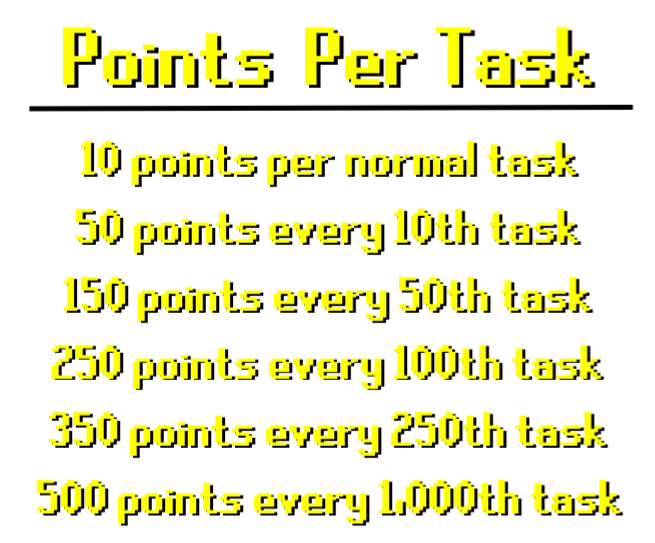 Points Per Task
10 points per normal task
50 points every 10th task
150 points every 50th task
250 points every 100th task
350 points every 250th task
500 points every 1,000th task